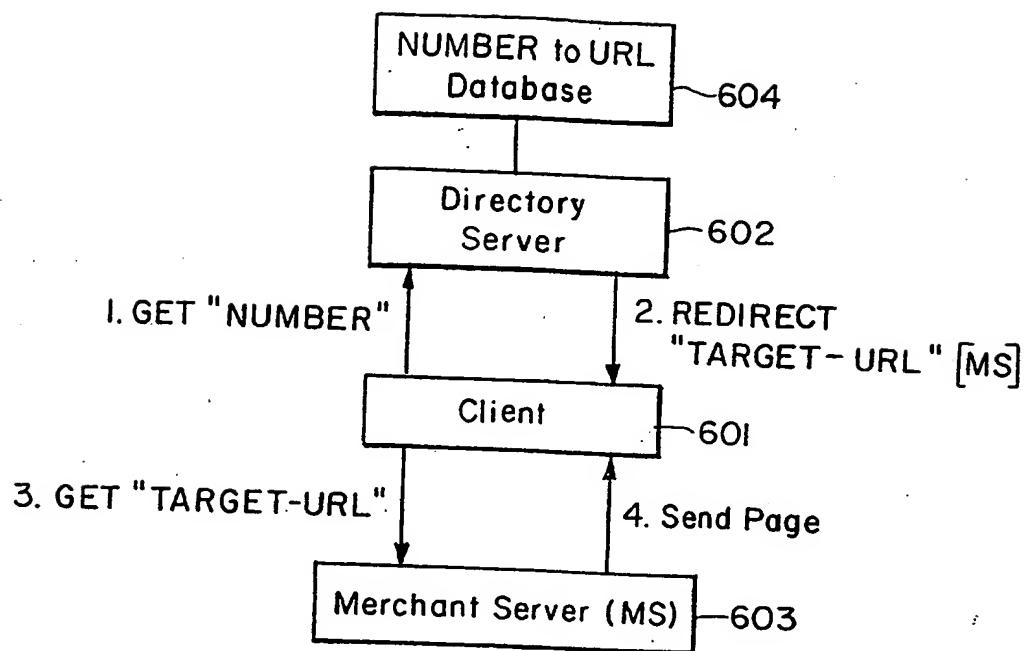 NUMBER to URL
Database
604
Directory
Server
602
1. GET "NUMBER"
2. REDIRECT
"TARGET-URL" [MS]
Client
601
3. GET "TARGET-URL"
4. Send Page
Merchant Server (MS)
603